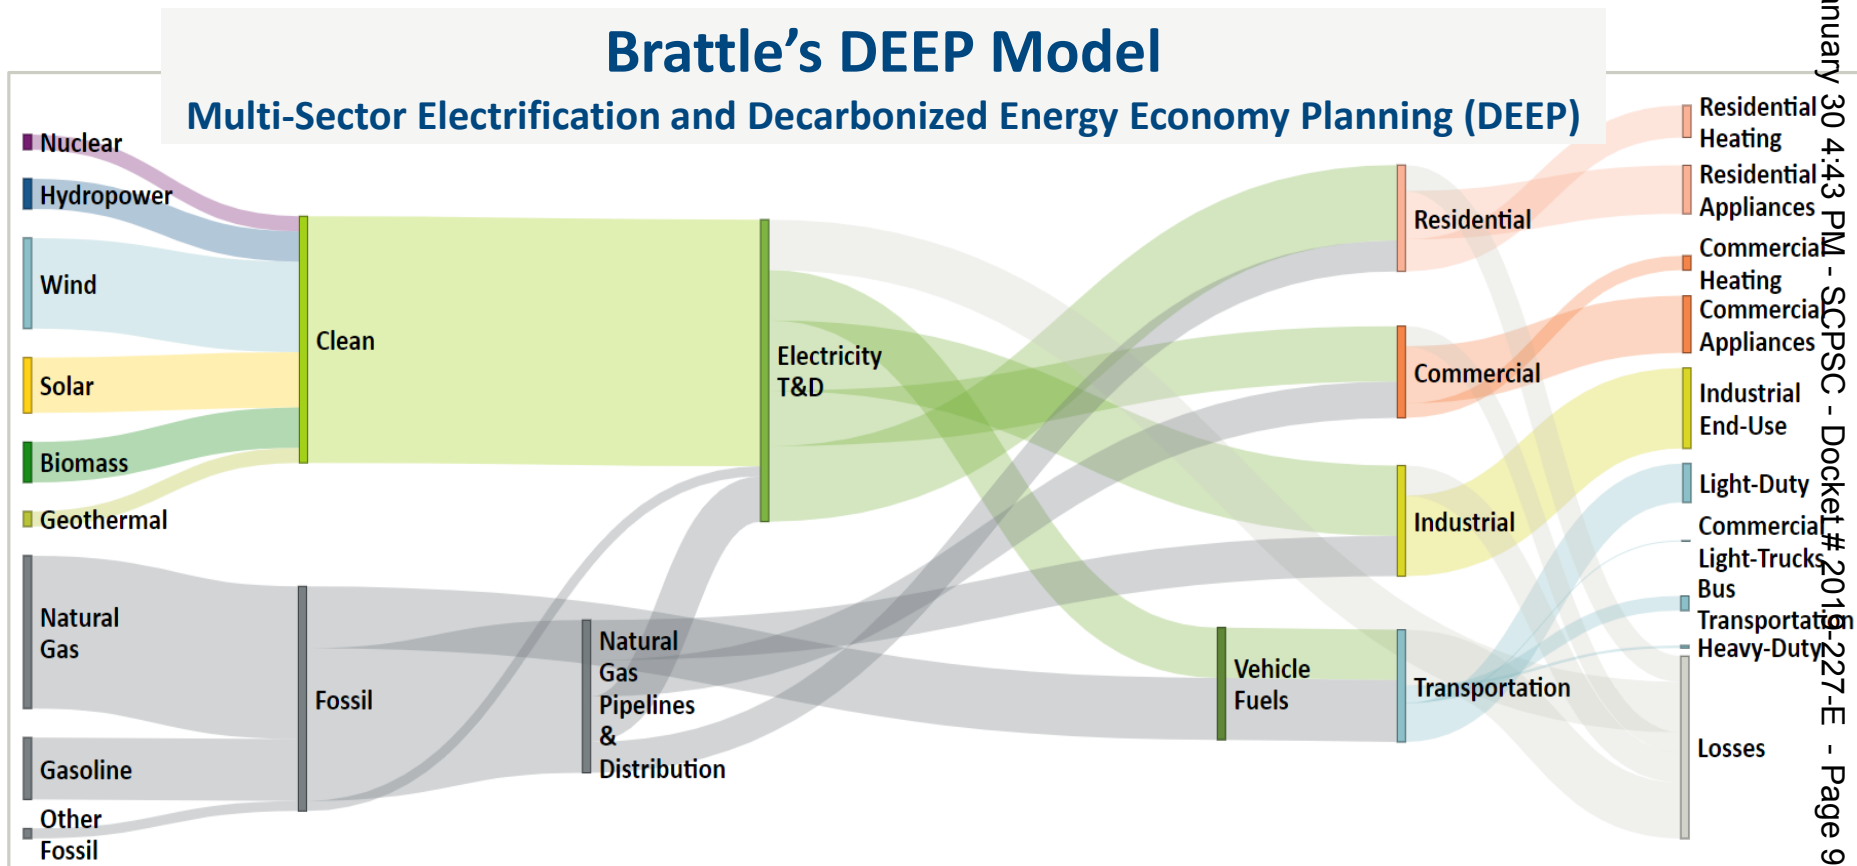 Brattle’s DEEP Model
Multi-Sector Electrification and Decarbonized Energy Economy Planning (DEEP)
Nuclear
Hydropower
Wind
Solar
Biomass
Geothermal
Natural
Gas
Gasoline
Other
Fossil
Clean
Fossil
Natural
Gas
Pipelines
&
Distribution
Electricity
T&D
Vehicle
Fuels
Residential
Commercial
Industrial
Transportation
Residential
Heating
Residential
Appliances
Commercial
Heating
Commercial
Appliances
Industrial
End-Use
Light-Duty
Commercial
Light-Trucks
Bus
Transportation
Heavy-Duty
Losses
30 4:43 PM - SCPSC - Docket # 2019-227-E - Page 9